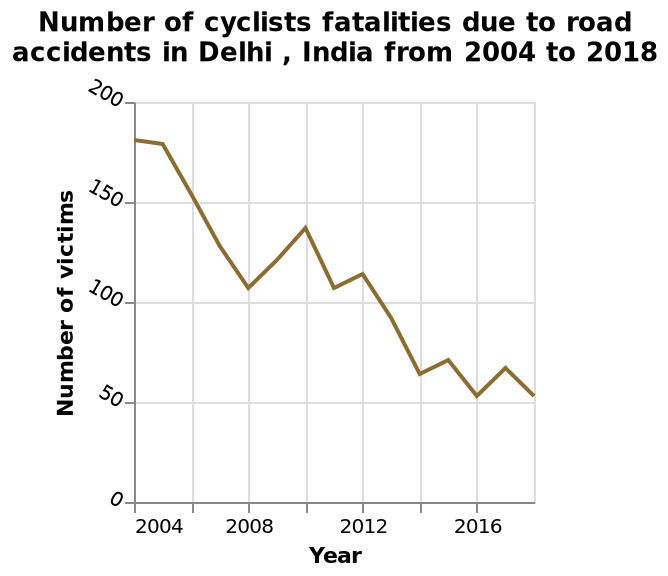 Number of cyclists fatalities due to road
accidents in Delhi , India from 2004 to 2018
200
150
100
50
0
Number of victims
2004 2008 2012 2016
Year